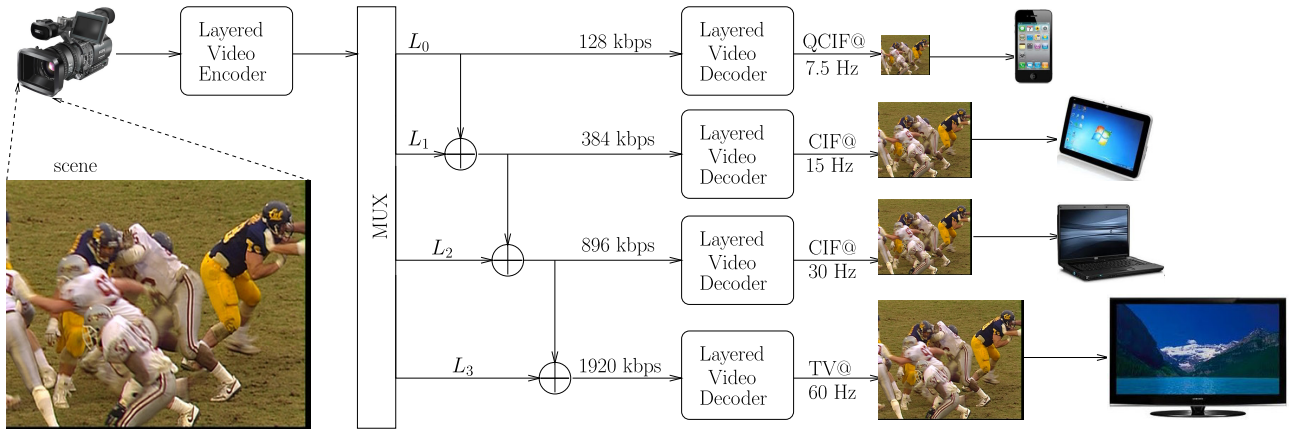 Layered
Video
Encoder
scene
MUX
L0
128 kbps
Layered
Video
Decoder
QCIF@
7.5 Hz
L1
384 kbps
Layered
Video
Decoder
CIF@
15 Hz
L2
896 kbps
Layered
Video
Decoder
CIF@
30 Hz
L3
1920 kbps
Layered
Video
Decoder
TV@
60 Hz
Cal